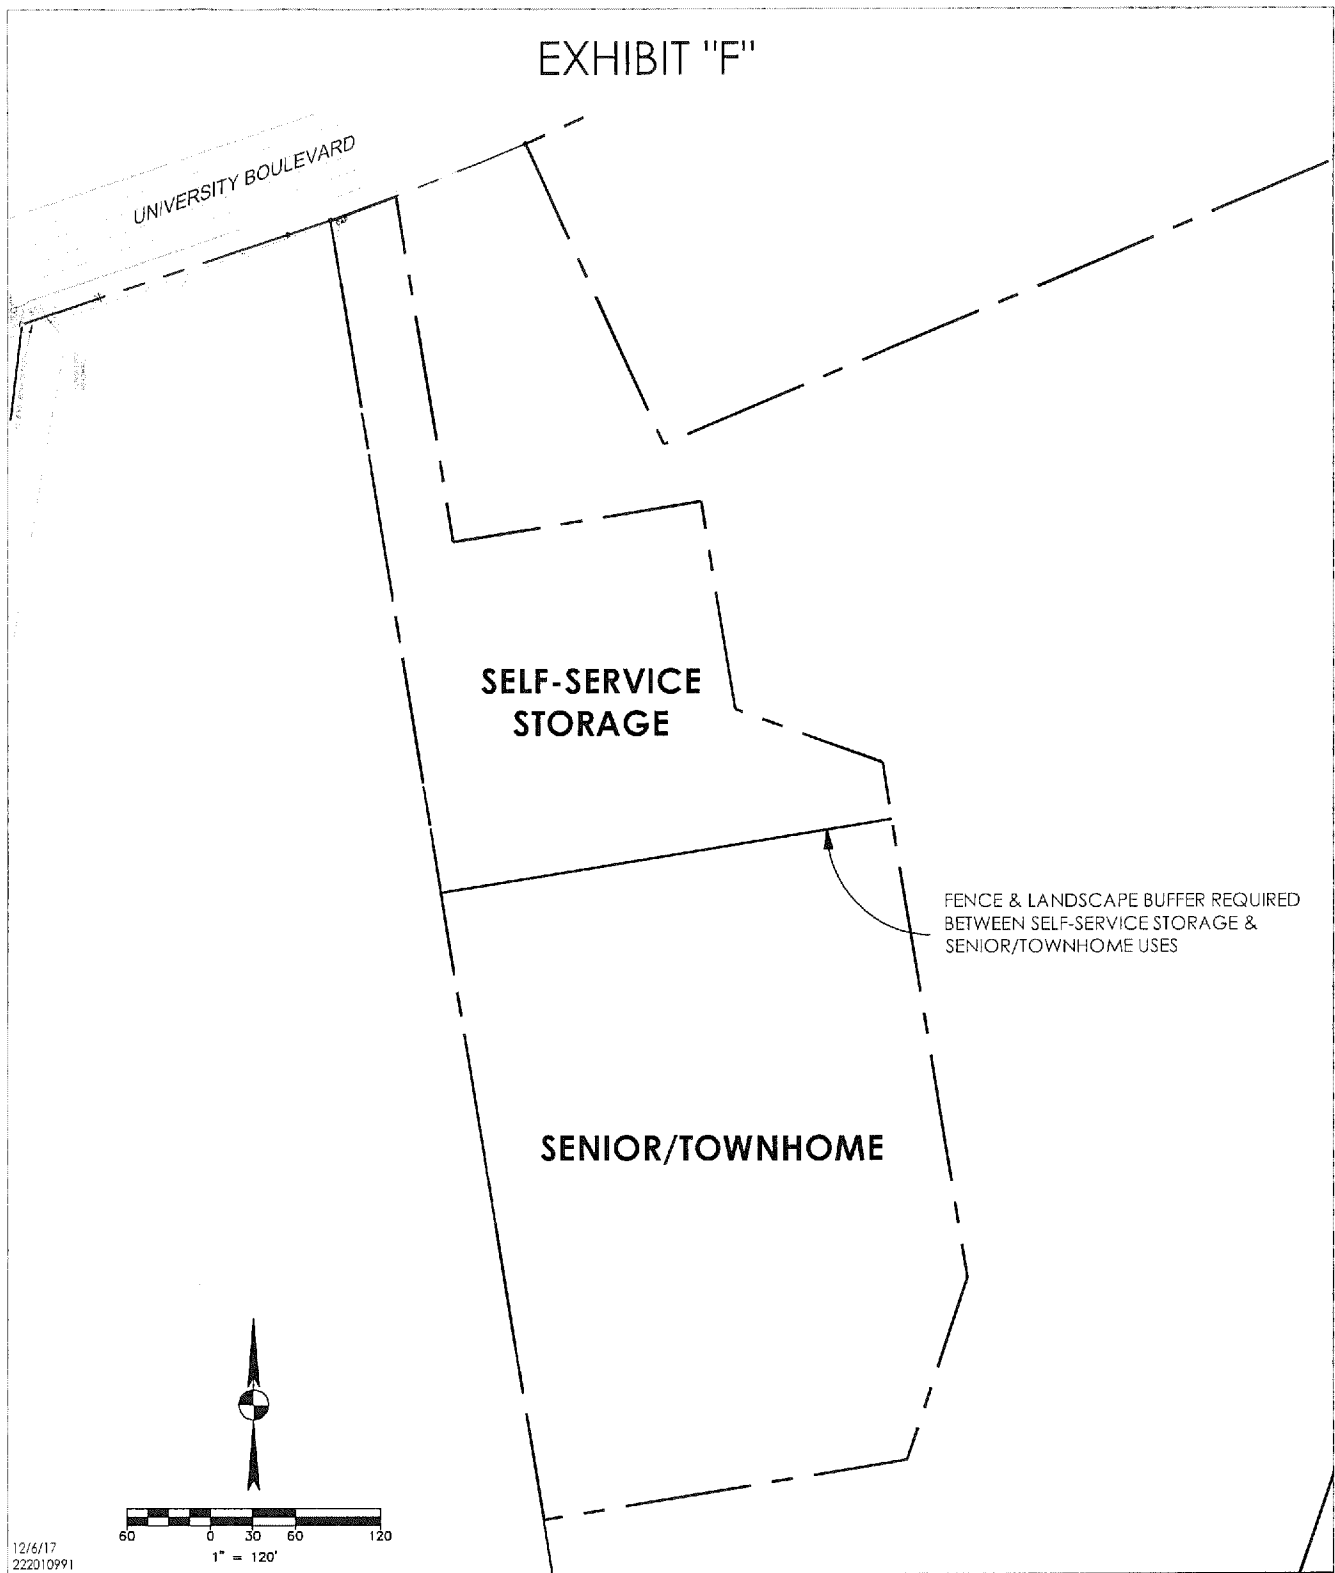 EXHIBIT "F"
UNIVERSITY BOULEVARD
SELF-SERVICE
STORAGE
FENCE & LANDSCAPE BUFFER REQUIRED
BETWEEN SELF-SERVICE STORAGE &
SENIOR/TOWNHOME USES
SENIOR/TOWNHOME
60 0 30 60 120
1" = 120'
12/6/17
222010991